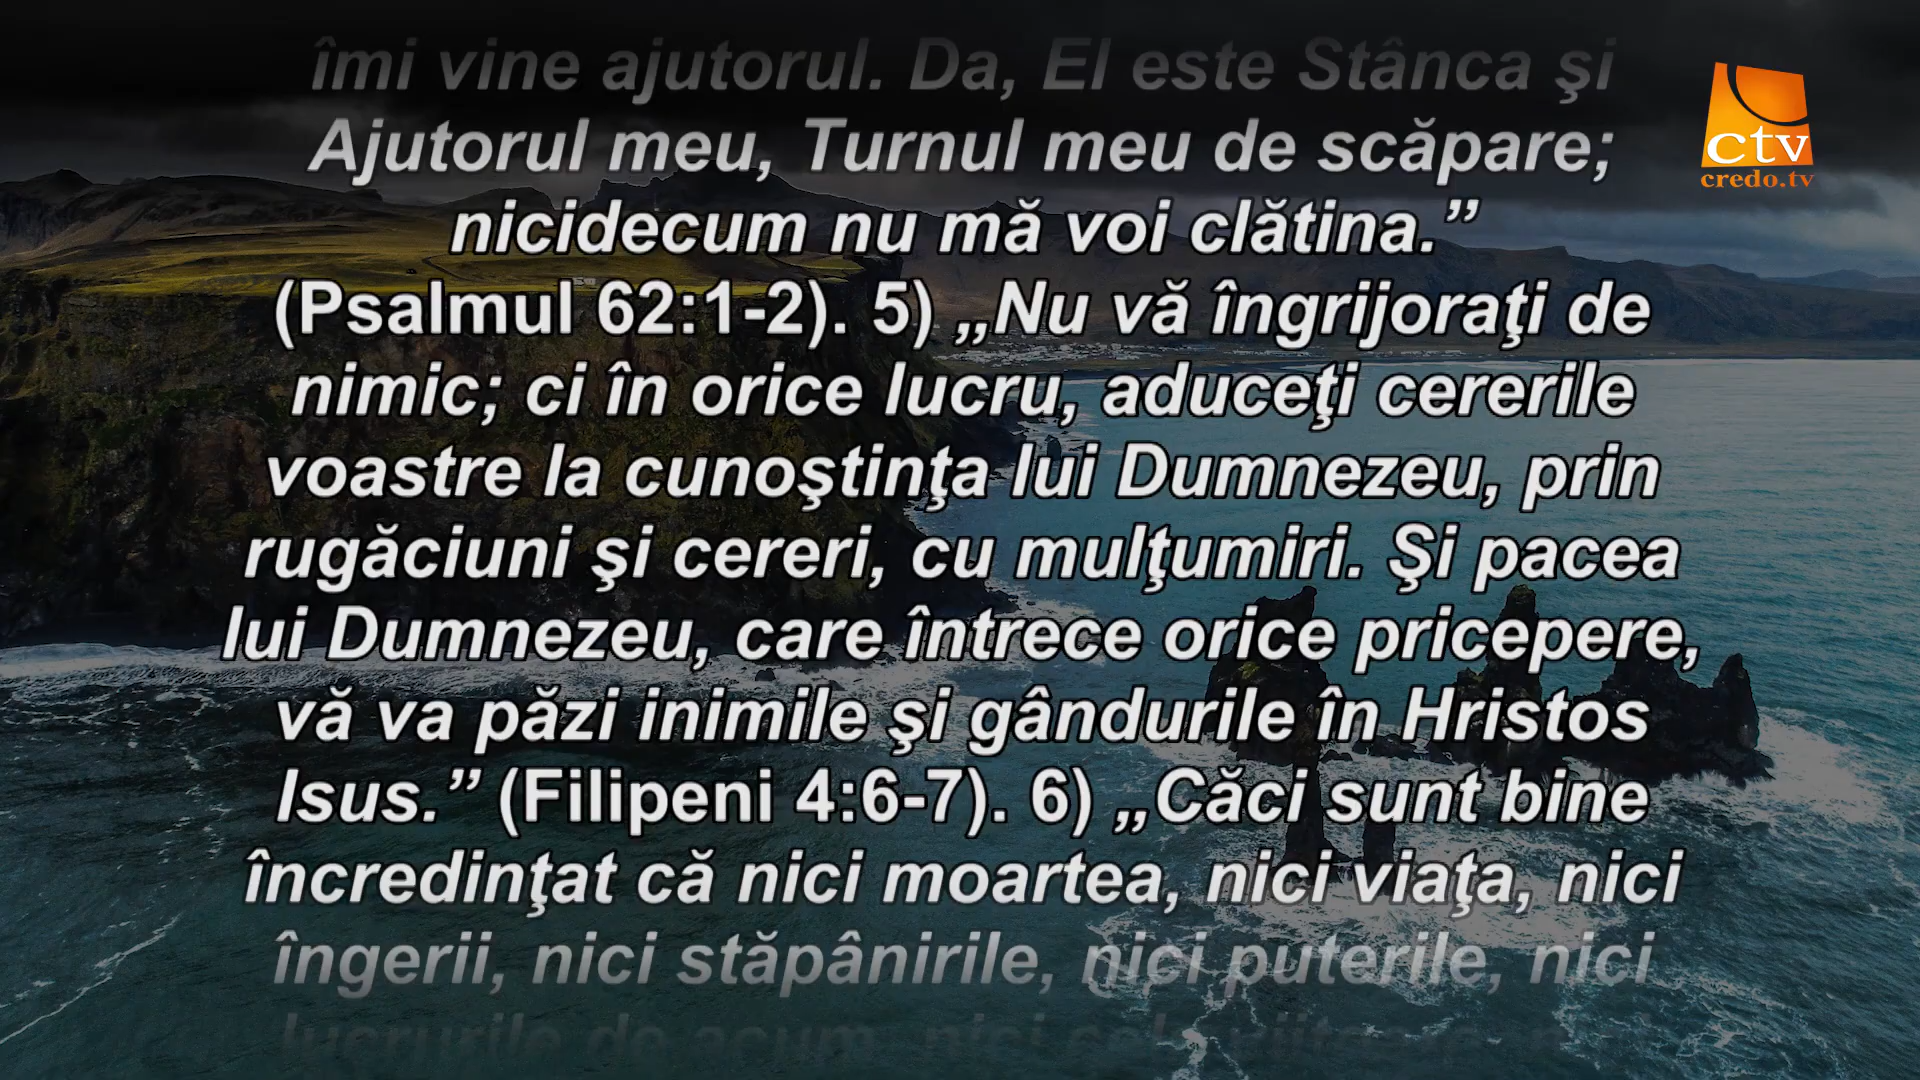 îmi vine ajutorul. Da, El este Stânca şi
Ajutorul meu, Turnul meu de scăpare;
nicidecum nu mă voi clătina.”
(Psalmul 62:1-2). 5) „Nu vă îngrijoraţi de
nimic; ci în orice lucru, aduceţi cererile
voastre la cunoştinţa lui Dumnezeu, prin
rugăciuni şi cereri, cu mulţumiri. Şi pacea
lui Dumnezeu, care întrece orice pricepere,
vă va păzi inimile şi gândurile în Hristos
Isus.” (Filipeni 4:6-7). 6) „Căci sunt bine
încredinţat că nici moartea, nici viaţa, nici
îngerii, nici stăpânirile, nici puterile, nici
lucrurile de acum, nici
ctv
credo.tv